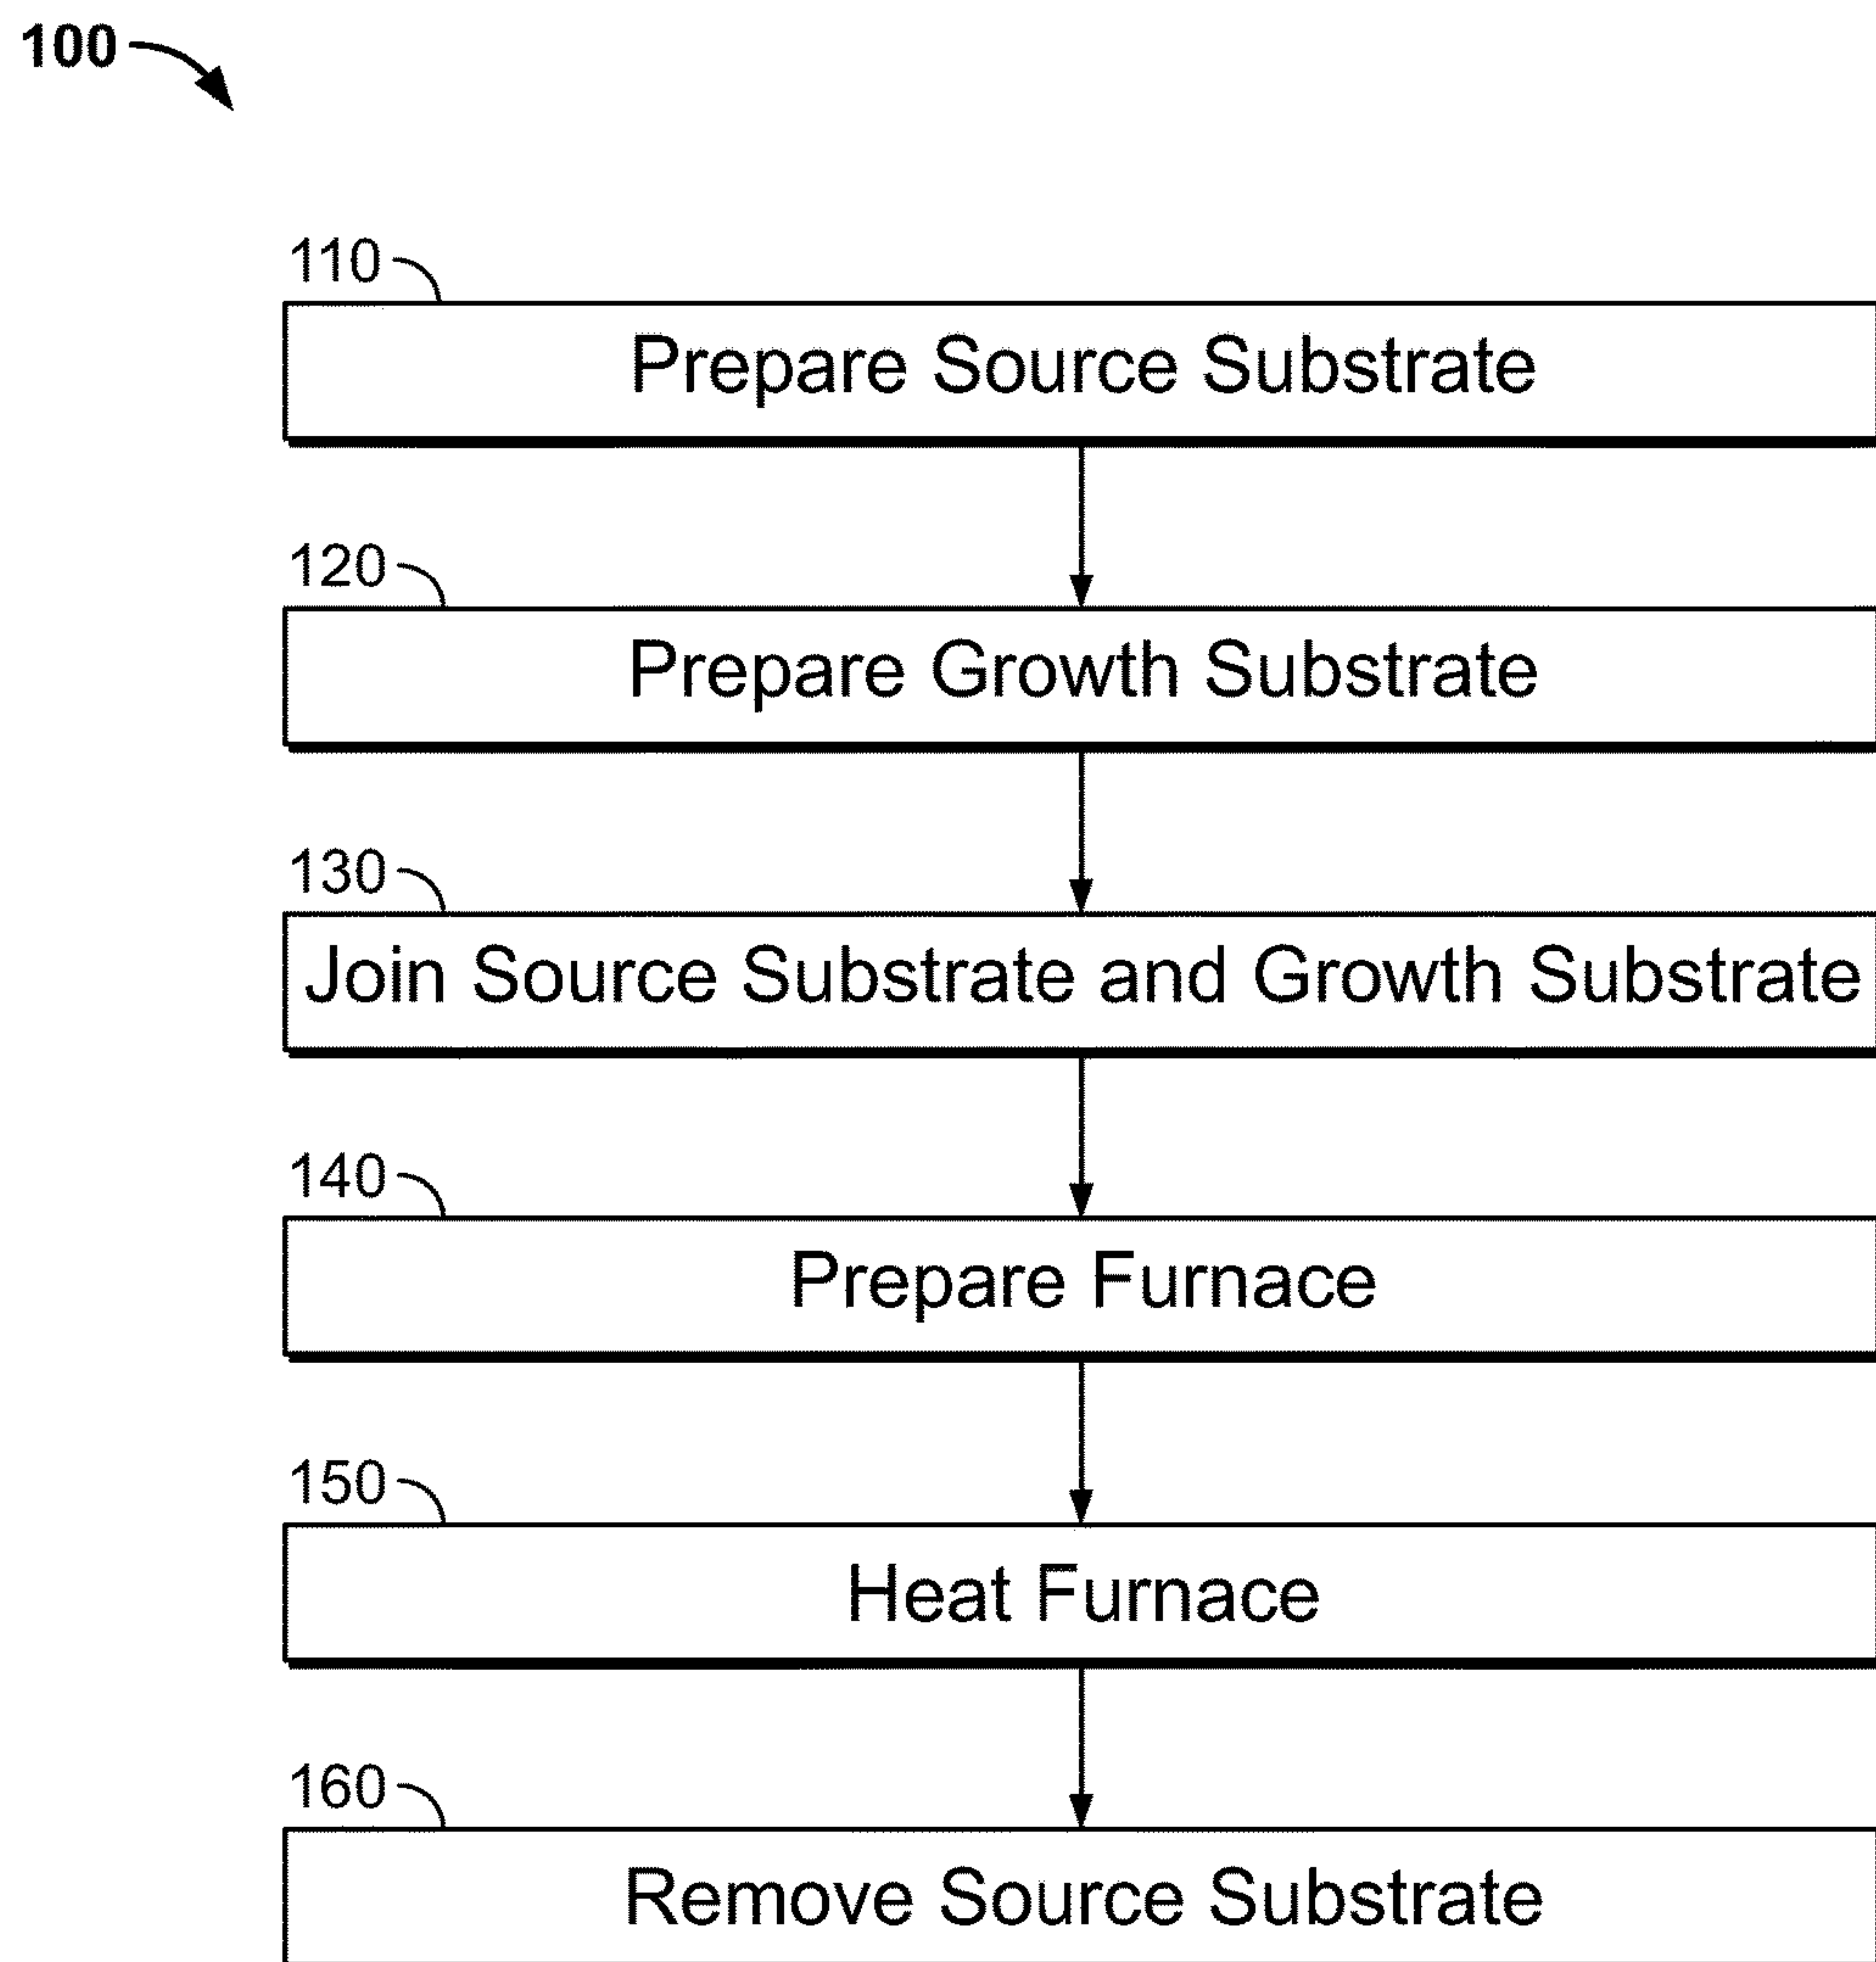 100
110
Prepare Source Substrate
120
Prepare Growth Substrate
130
Join Source Substrate and Growth Substrate
140
Prepare Furnace
150
Heat Furnace
160
Remove Source Substrate